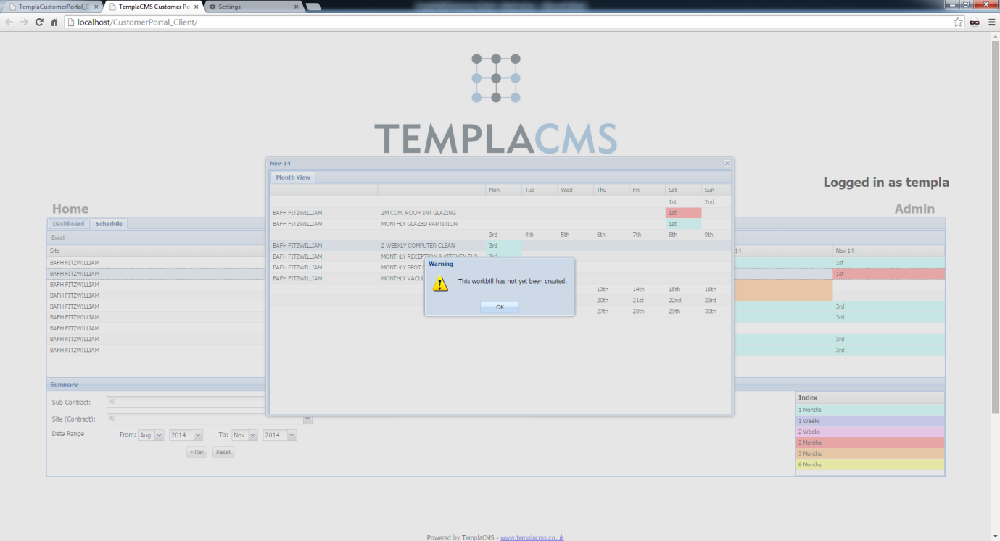 TemplaCustomerPortal_C
TemplaCMS Customer Po
Settings
localhost/CustomerPortal_Client/
TEMPLACMS
Logged in as templa
Home
Admin
Dashboard
Schedule
Excel
Site
14
Nov-14
BAFH FITZWILLIAM
1st
BAFH FITZWILLIAM
1st
BAFH FITZWILLIAM
BAFH FITZWILLIAM
BAFH FITZWILLIAM
3rd
BAFH FITZWILLIAM
3rd
BAFH FITZWILLIAM
BAFH FITZWILLIAM
3rd
BAFH FITZWILLIAM
3rd
Nov-14
Month View
Mon Tue Wed Thu Fri Sat Sun
1st 2nd
BAFH FITZWILLIAM 2M COM. ROOM INT GLAZING 1st
BAFH FITZWILLIAM MONTHLY GLAZED PARTITION 1st
3rd 4th 5th 6th 7th 8th 9th
BAFH FITZWILLIAM 2 WEEKLY COMPUTER CLEAN 3rd
BAFH FITZWILLIAM MONTHLY RECEPTION & KITCHEN FLO 3rd
BAFH FITZWILLIAM MONTHLY SPOT
BAFH FITZWILLIAM MONTHLY
13th 14th 15th 16th
20th 21st 22nd 23rd
27th 28th 29th 30th
Warning
This workbill has not yet been created.
OK
Summary
Sub-Contract: All
Site (Contract): All
Date Range From: Aug 2014 To: Nov 2014
Filter Reset
Index
1 Months
1 Weeks
2 Weeks
2 Months
3 Months
6 Months
Powered by TemplaCMS - www.templacms.co.uk